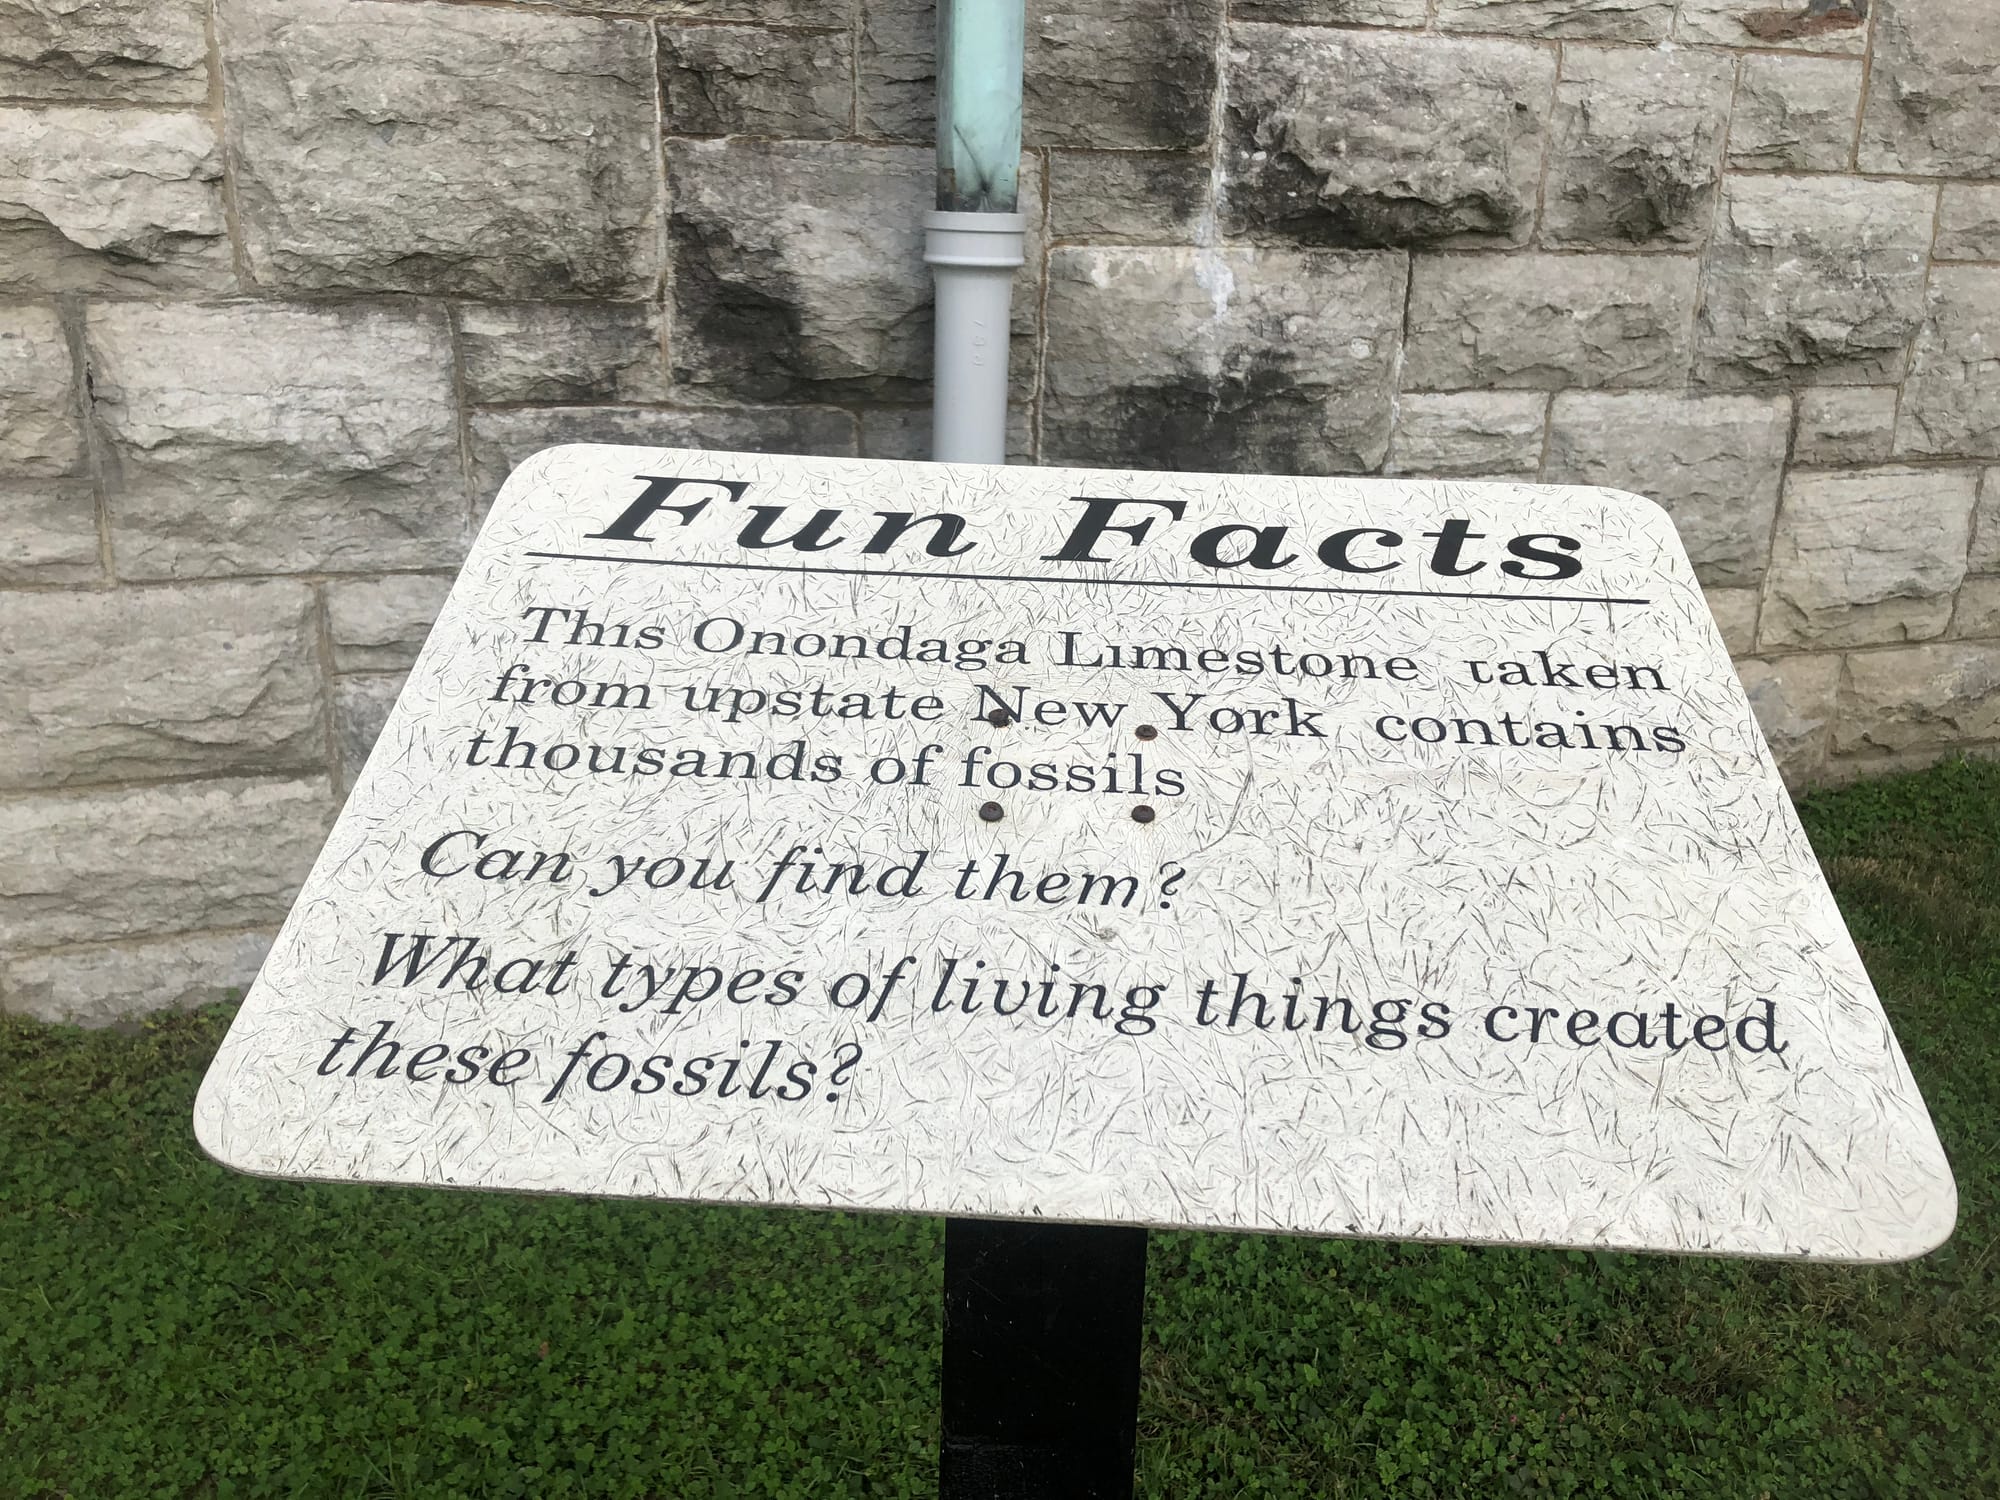 Fun Facts
This Onondaga Limestone taken
from upstate New York contains
thousands of fossils
Can you find them?
What types of living things created
these fossils?